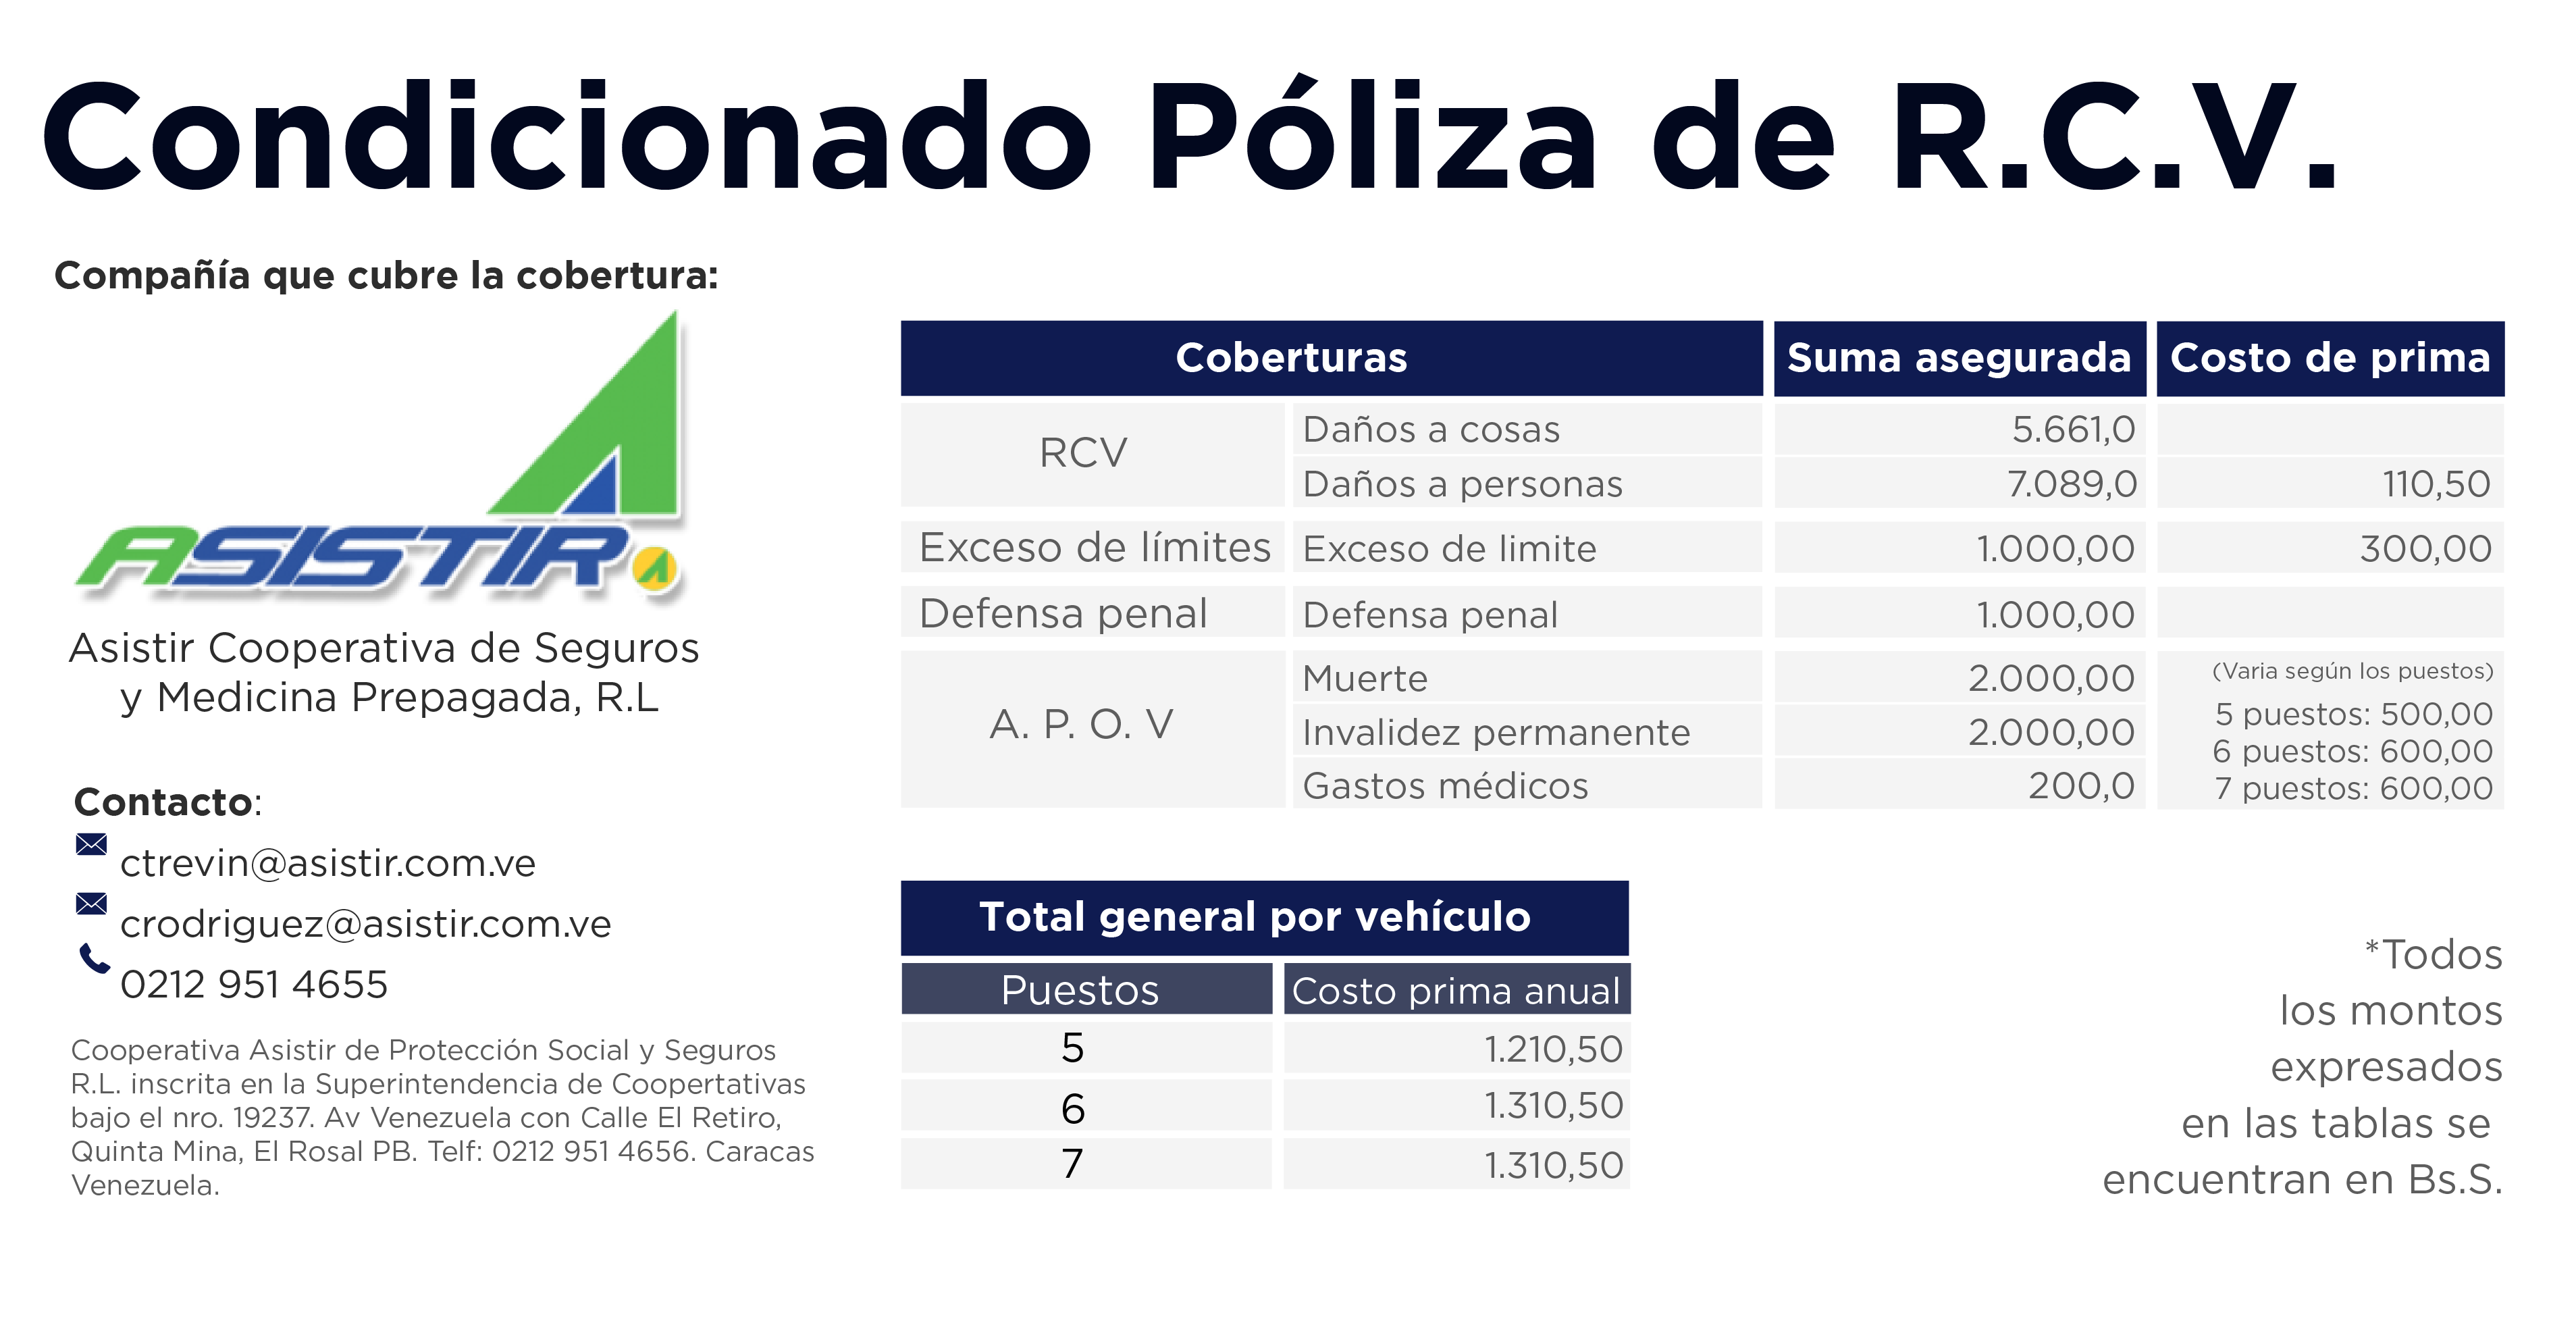 Condicionado Póliza de R.C.V.
Compañía que cubre la cobertura:
ASISTIR
Asistir Cooperativa de Seguros
y Medicina Prepagada, R.L
Contacto:
ctrevin@asistir.com.ve
crodriguez@asistir.com.ve
0212 951 4655
Cooperativa Asistir de Protección Social y Seguros
R.L. inscrita en la Superintendencia de Coopertativas
bajo el nro. 19237. Av Venezuela con Calle El Retiro,
Quinta Mina, El Rosal PB. Telf: 0212 951 4656. Caracas
Venezuela.
Coberturas Suma asegurada Costo de prima
RCV
Daños a cosas 5.661,0
Daños a personas 7.089,0 110,50
Exceso de límites Exceso de limite 1.000,00 300,00
Defensa penal Defensa penal 1.000,00
A. P. O. V
Muerte 2.000,00
Invalidez permanente 2.000,00
Gastos médicos 200,0
(Varia según los puestos)
5 puestos: 500,00
6 puestos: 600,00
7 puestos: 600,00
Total general por vehículo
Puestos Costo prima anual
5 1.210,50
6 1.310,50
7 1.310,50
*Todos
los montos
expresados
en las tablas se
encuentran en Bs.S.